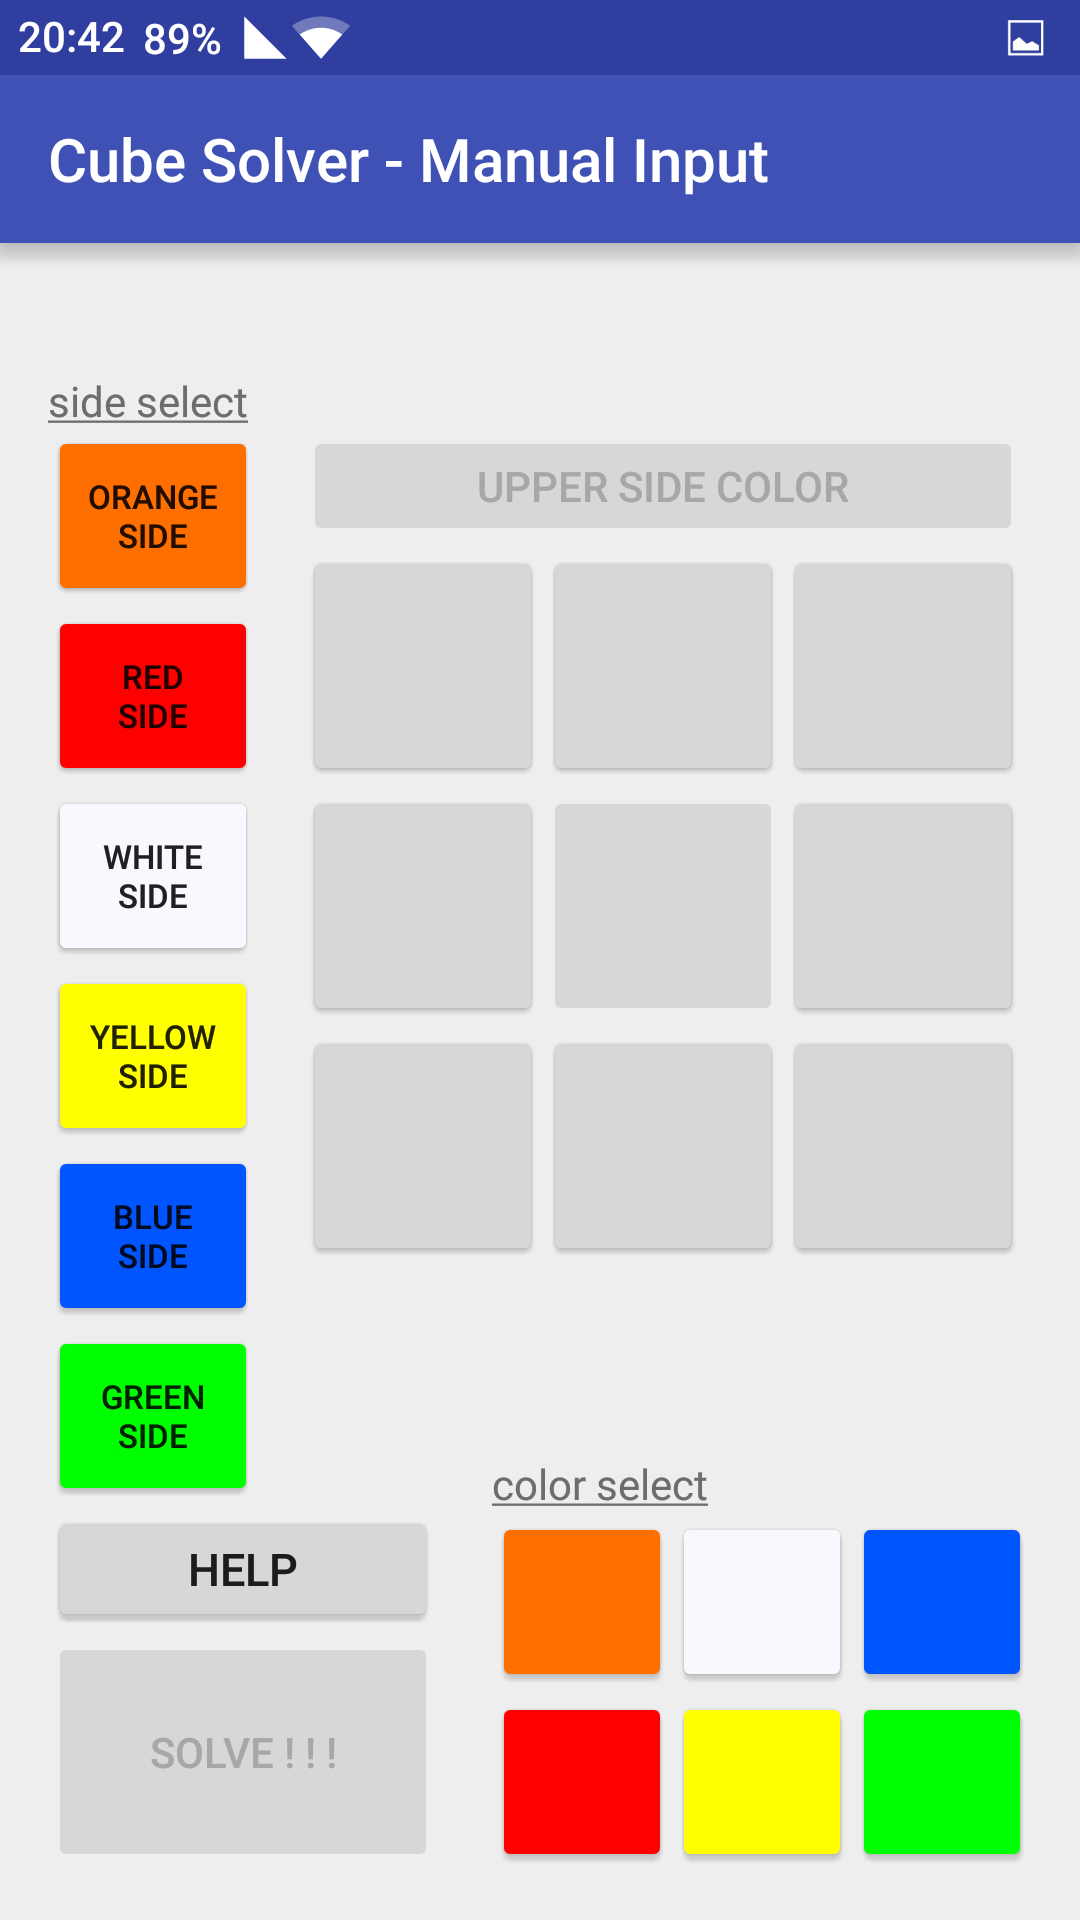 20:42 89%
Cube Solver - Manual Input
side select
ORANGE
SIDE
UPPER SIDE COLOR
RED
SIDE
WHITE
SIDE
YELLOW
SIDE
BLUE
SIDE
GREEN
SIDE
color select
HELP
SOLVE ! ! !